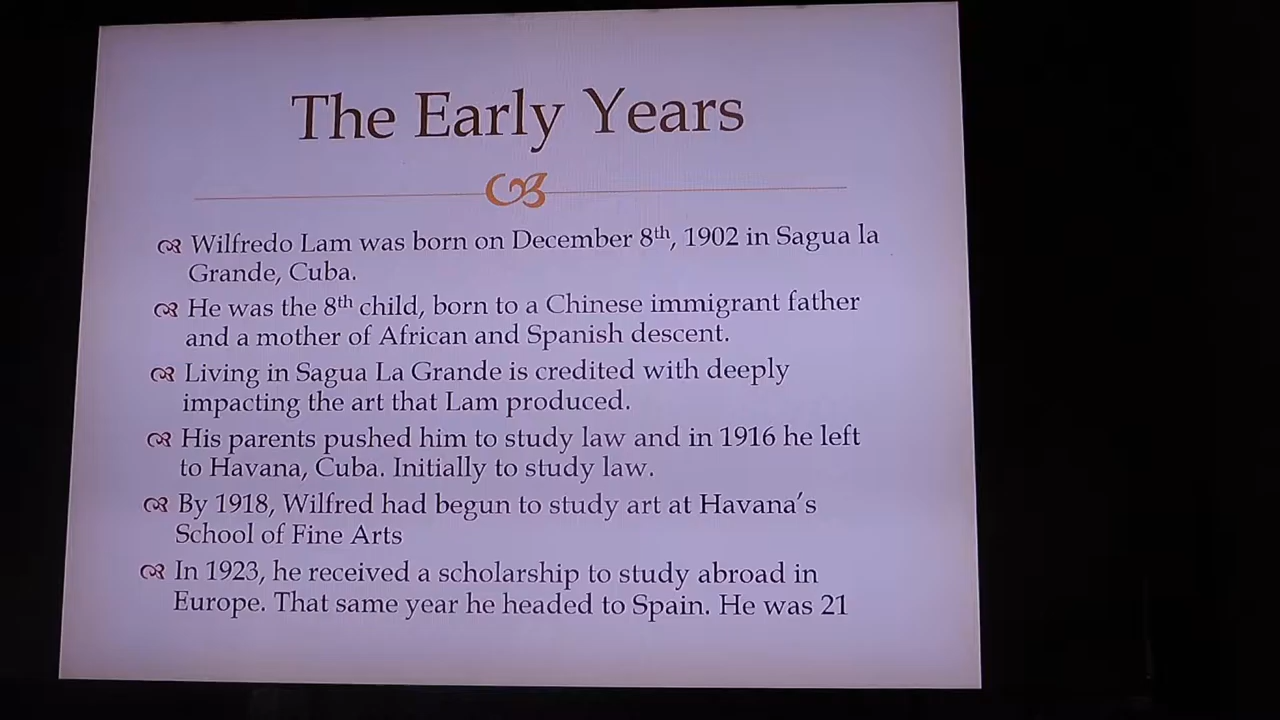 The Early Years
Wilfredo Lam was born on December 8th, 1902 in Sagua la
Grande, Cuba.
He was the 8th child, born to a Chinese immigrant father
and a mother of African and Spanish descent.
Living in Sagua La Grande is credited with deeply
impacting the art that Lam produced.
His parents pushed him to study law and in 1916 he left
to Havana, Cuba. Initially to study law.
By 1918, Wilfred had begun to study art at Havana's
School of Fine Arts
In 1923, he received a scholarship to study abroad in
Europe. That same year he headed to Spain. He was 21